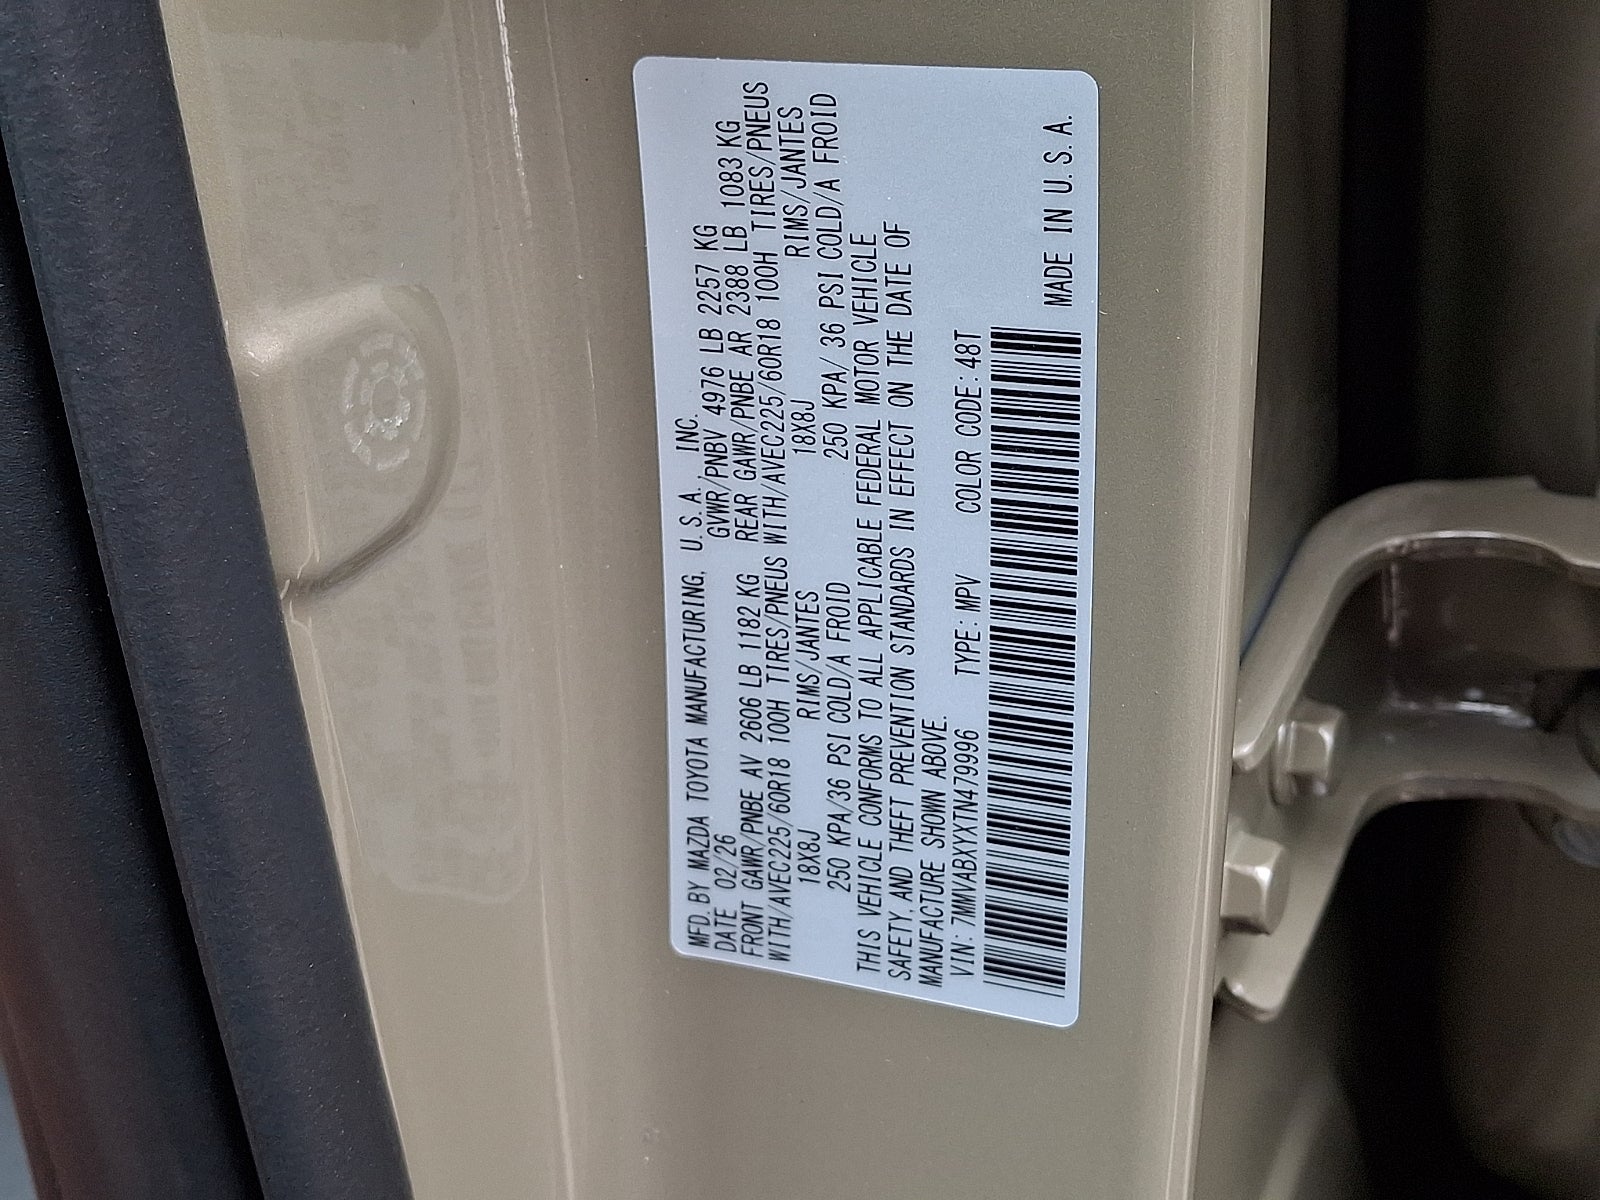 MFD. BY MAZDA TOYOTA MANUFACTURING, U.S.A., INC.
DATE 02/26 GVWR/PNBV 4976 LB 2257 KG
FRONT GAWR/PNBE AV 2606 LB 1182 KG REAR GAWR/PNBE AR 2388 LB 1083 KG
WITH/AVEC225/60R18 100H TIRES/PNEUS WITH/AVEC225/60R18 100H TIRES/PNEUS
18X8J RIMS/JANTES 18X8J RIMS/JANTES
250 KPA/36 PSI COLD/A FROID 250 KPA/ 36 PSI COLD/A FROID
THIS VEHICLE CONFORMS TO ALL APPLICABLE FEDERAL MOTOR VEHICLE
SAFETY, AND THEFT PREVENTION STANDARDS IN EFFECT ON THE DATE OF
MANUFACTURE SHOWN ABOVE.
VIN: 7MMVABXYXTN479996 TYPE: MPV COLOR CODE: 48T
MADE IN U.S.A.